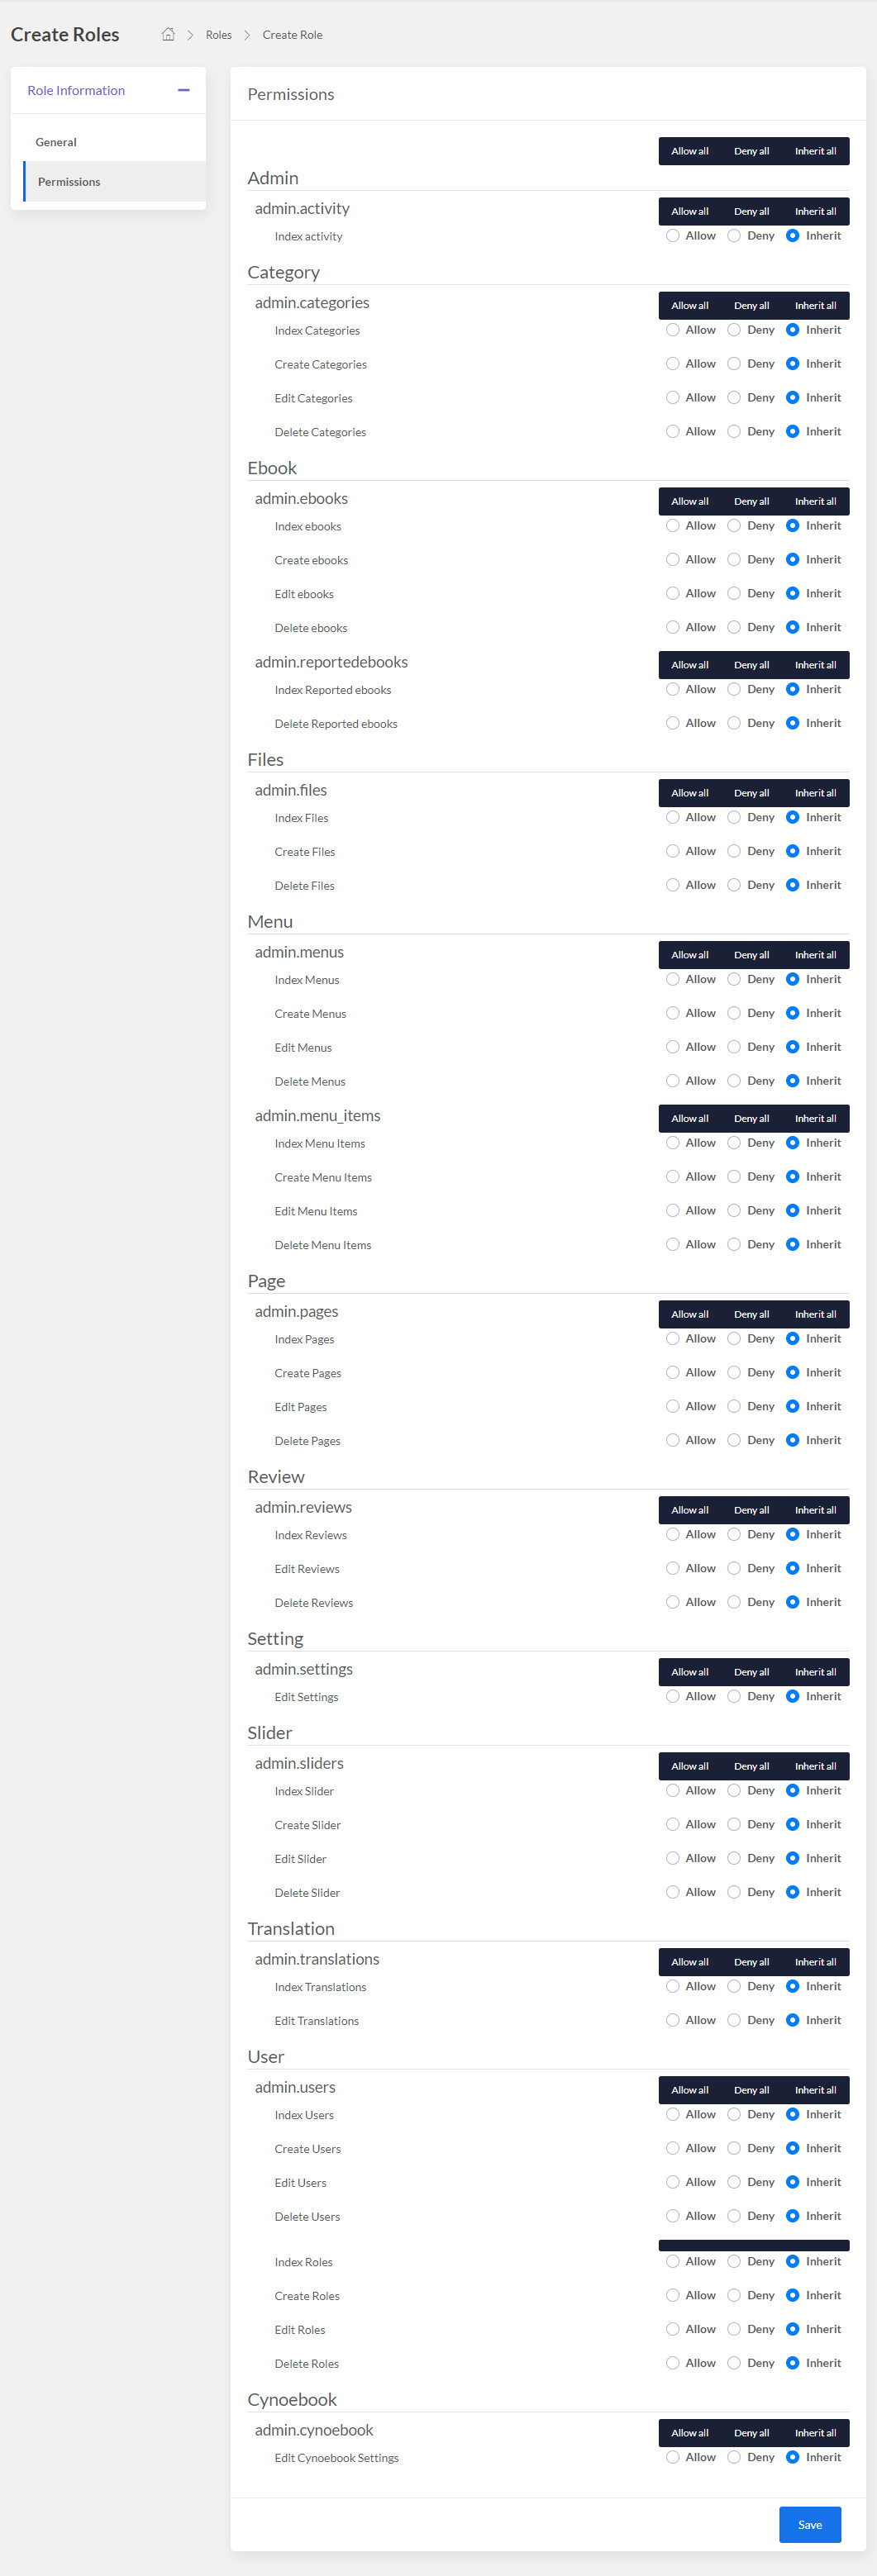 Create Roles Roles Create Role
Role Information
General
Permissions
Permissions
Allow all Deny all Inherit all
Admin
admin.activity Allow all Deny all Inherit all
Index activity Allow Deny Inherit
Category
admin.categories Allow all Deny all Inherit all
Index Categories Allow Deny Inherit
Create Categories Allow Deny Inherit
Edit Categories Allow Deny Inherit
Delete Categories Allow Deny Inherit
Ebook
admin.ebooks Allow all Deny all Inherit all
Index ebooks Allow Deny Inherit
Create ebooks Allow Deny Inherit
Edit ebooks Allow Deny Inherit
Delete ebooks Allow Deny Inherit
admin.reportedebooks Allow all Deny all Inherit all
Index Reported ebooks Allow Deny Inherit
Delete Reported ebooks Allow Deny Inherit
Files
admin.files Allow all Deny all Inherit all
Index Files Allow Deny Inherit
Create Files Allow Deny Inherit
Delete Files Allow Deny Inherit
Menu
admin.menus Allow all Deny all Inherit all
Index Menus Allow Deny Inherit
Create Menus Allow Deny Inherit
Edit Menus Allow Deny Inherit
Delete Menus Allow Deny Inherit
admin.menu_items Allow all Deny all Inherit all
Index Menu Items Allow Deny Inherit
Create Menu Items Allow Deny Inherit
Edit Menu Items Allow Deny Inherit
Delete Menu Items Allow Deny Inherit
Page
admin.pages Allow all Deny all Inherit all
Index Pages Allow Deny Inherit
Create Pages Allow Deny Inherit
Edit Pages Allow Deny Inherit
Delete Pages Allow Deny Inherit
Review
admin.reviews Allow all Deny all Inherit all
Index Reviews Allow Deny Inherit
Edit Reviews Allow Deny Inherit
Delete Reviews Allow Deny Inherit
Setting
admin.settings Allow all Deny all Inherit all
Edit Settings Allow Deny Inherit
Slider
admin.sliders Allow all Deny all Inherit all
Index Slider Allow Deny Inherit
Create Slider Allow Deny Inherit
Edit Slider Allow Deny Inherit
Delete Slider Allow Deny Inherit
Translation
admin.translations Allow all Deny all Inherit all
Index Translations Allow Deny Inherit
Edit Translations Allow Deny Inherit
User
admin.users Allow all Deny all Inherit all
Index Users Allow Deny Inherit
Create Users Allow Deny Inherit
Edit Users Allow Deny Inherit
Delete Users Allow Deny Inherit
Index Roles Allow Deny Inherit
Create Roles Allow Deny Inherit
Edit Roles Allow Deny Inherit
Delete Roles Allow Deny Inherit
Cynoebook
admin.cynoebook Allow all Deny all Inherit all
Edit Cynoebook Settings Allow Deny Inherit
Save